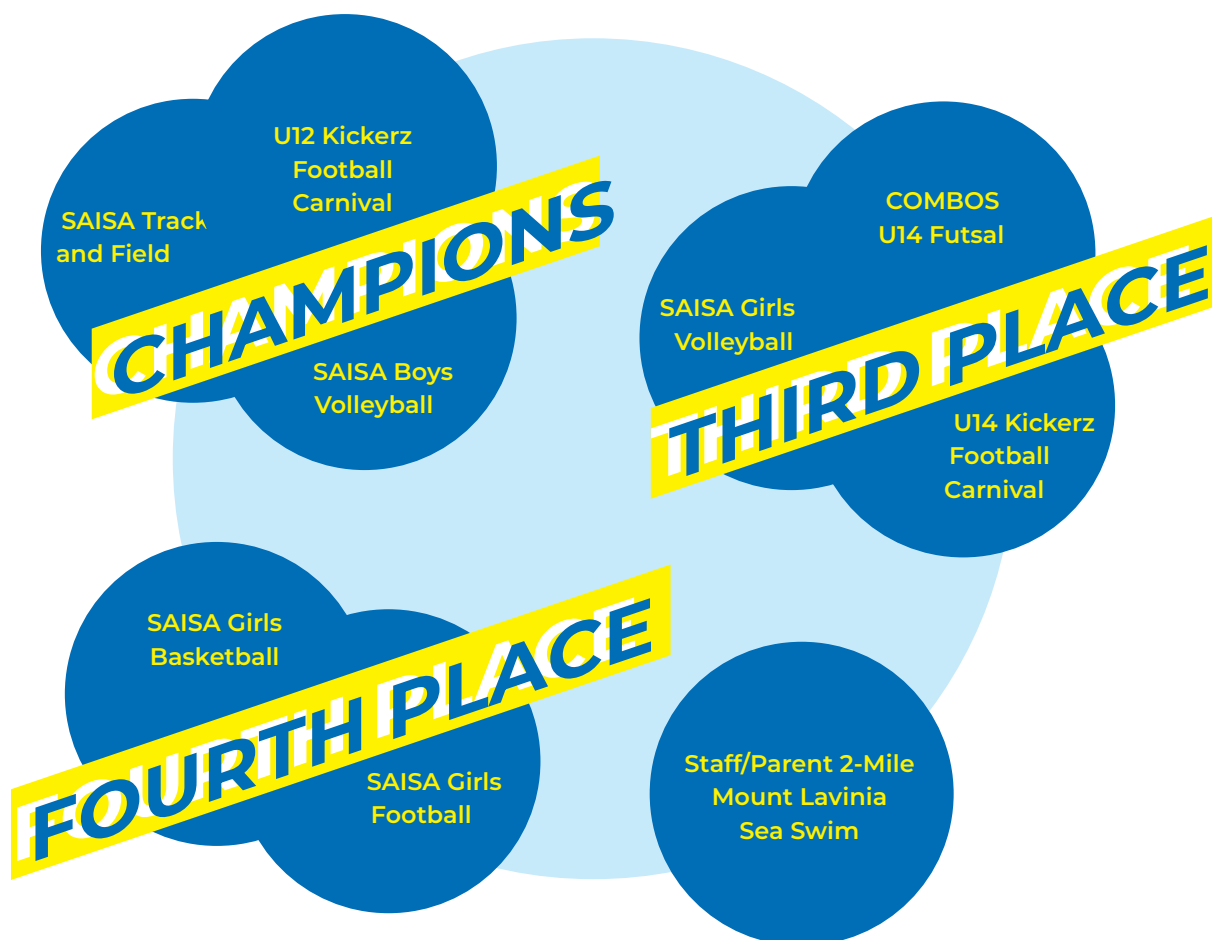 U12 Kickerz
Football
Carnival
SAISA Track
and Field
CHAMPIONS
SAISA Boys
Volleyball
COMBOS
U14 Futsal
SAISA Girls
Volleyball
THIRD PLACE
U14 Kickerz
Football
Carnival
SAISA Girls
Basketball
FOURTH PLACE
SAISA Girls
Football
Staff/Parent 2-Mile
Mount Lavinia
Sea Swim